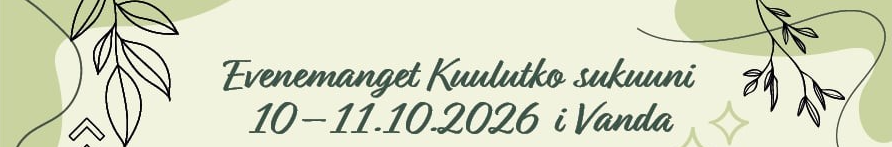 Evenemanget Kuulutko sukuuni
10–11.10.2026 i Vanda